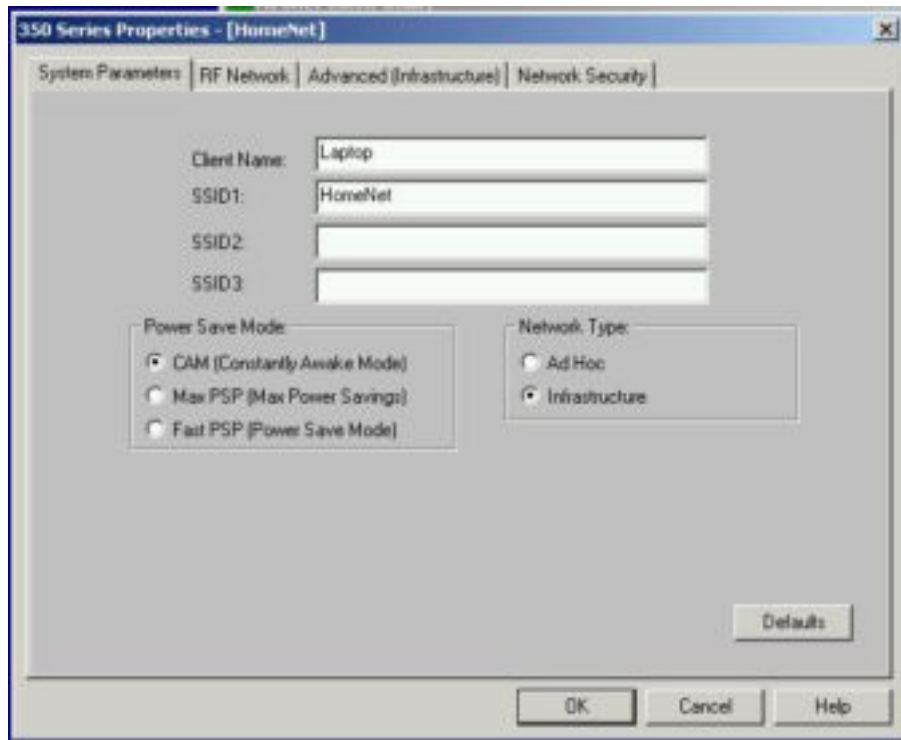 350 Series Properties - [HomeNet]
System Parameters RF Network Advanced (Infrastructure) Network Security
Client Name: Laptop
SSID1: HomeNet
SSID2
SSID3
Power Save Mode:
CAM (Constantly Awake Mode)
Max PSP (Max Power Savings)
Fast PSP (Power Save Mode)
Network Type:
Ad Hoc
Infrastructure
Defaults
OK Cancel Help